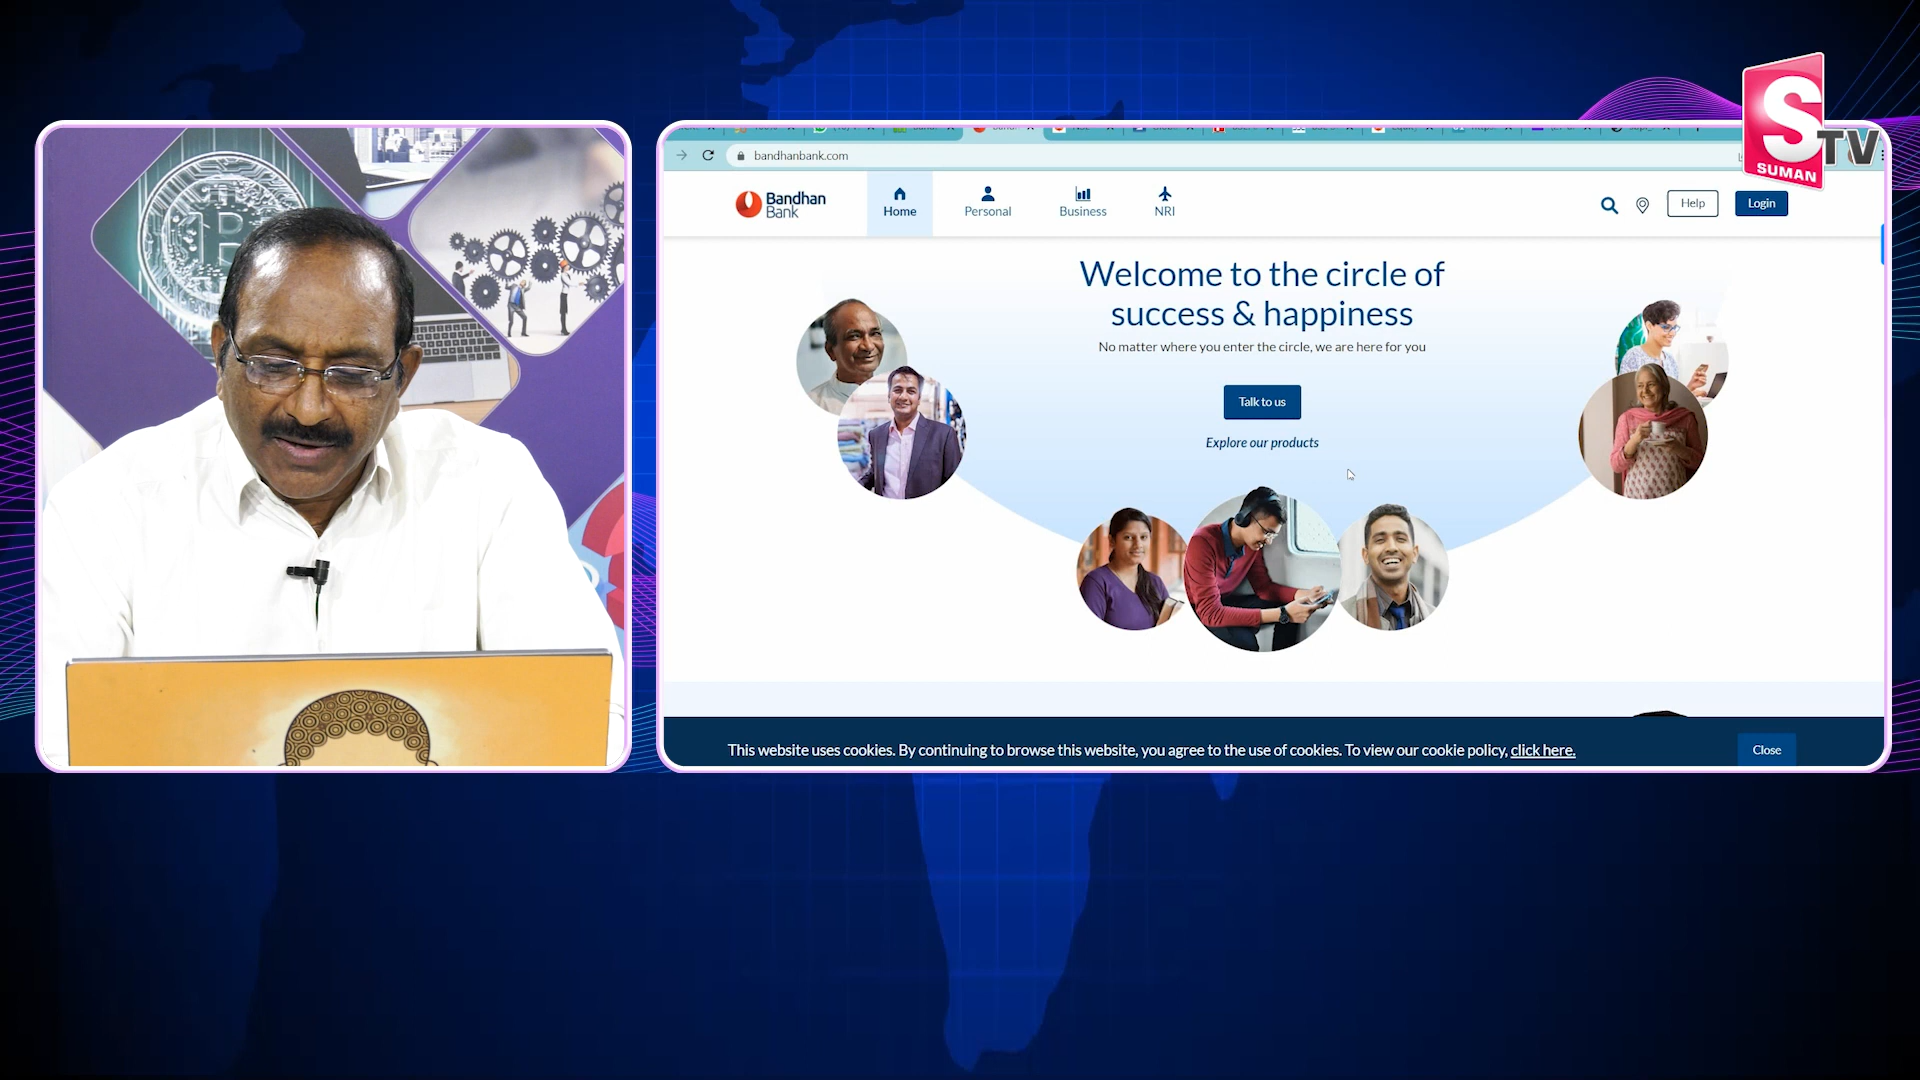 S
TV
SUMAN
bandhanbank.com
Bandhan
Bank
Home
Personal
Business
NRI
Help
Login
Welcome to the circle of
success & happiness
No matter where you enter the circle, we are here for you
Talk to us
Explore our products
This website uses cookies. By continuing to browse this website, you agree to the use of cookies. To view our cookie policy, click here.
Close